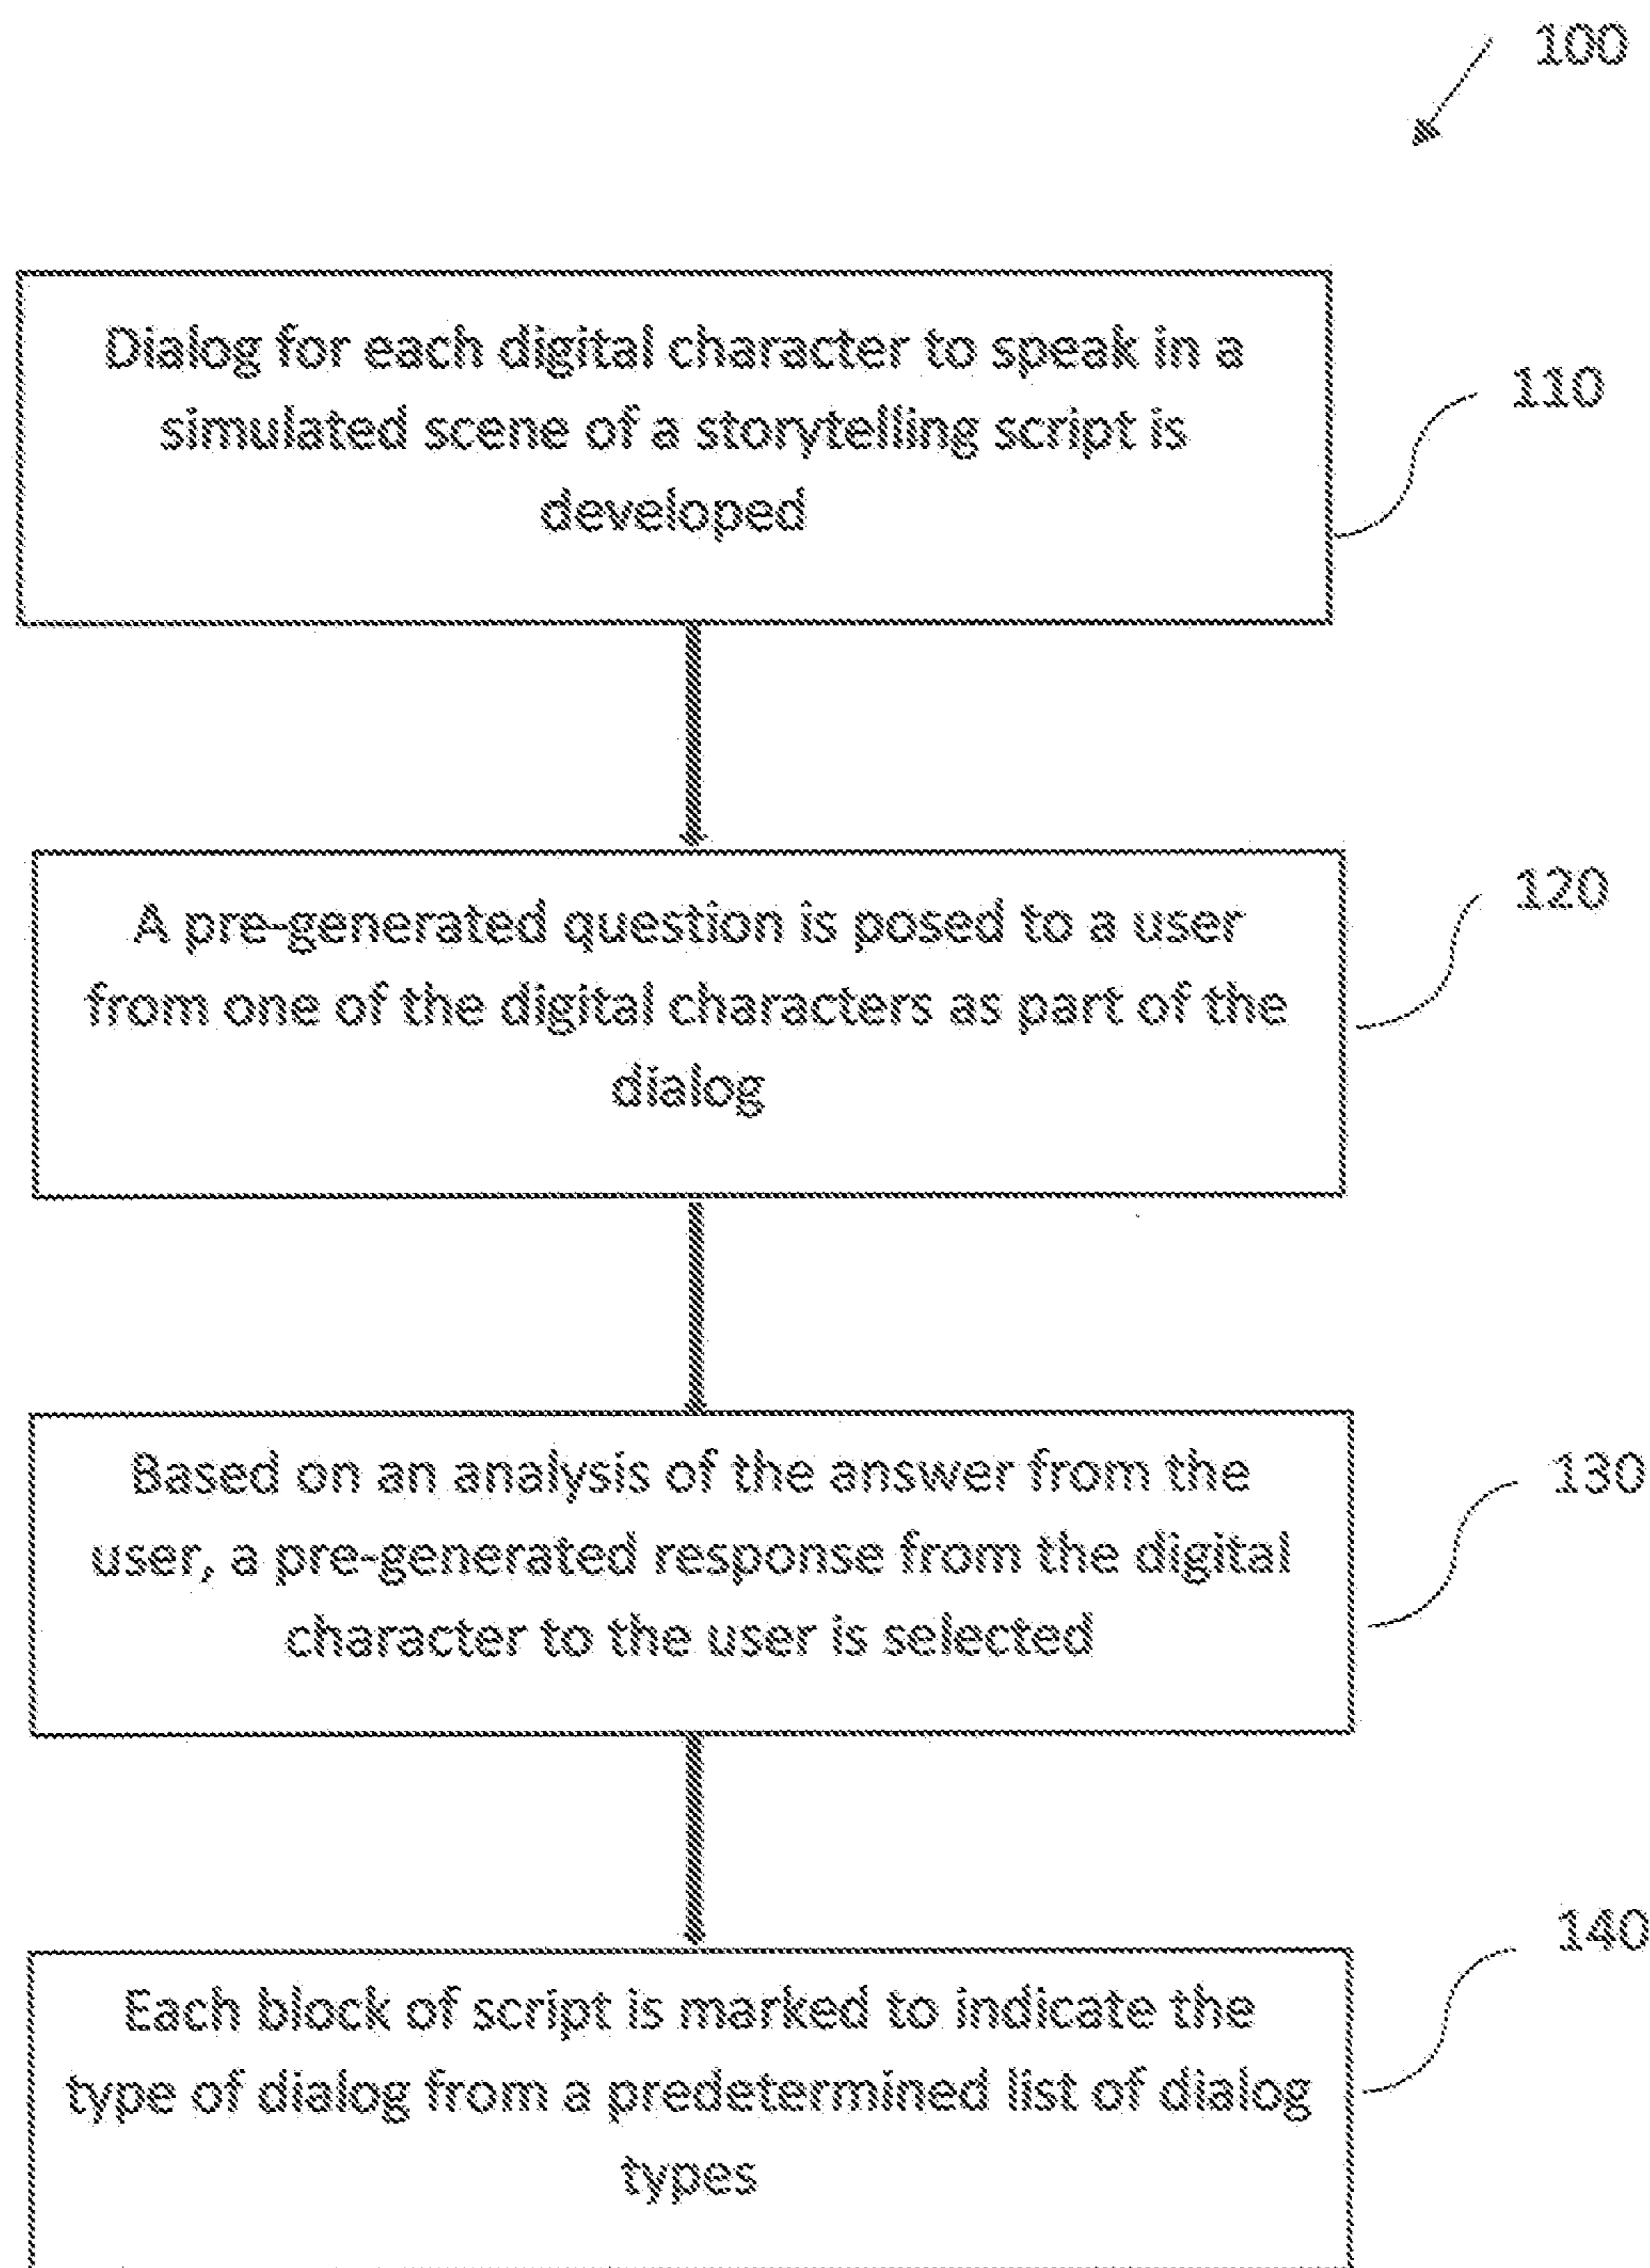 100
Dialog for each digital character to speak in a
simulated scene of a storytelling script is
developed
110
A pre-generated question is posed to a user
from one of the digital characters as part of the
dialog
120
Based on an analysis of the answer from the
user, a pre-generated response from the digital
character to the user is selected
130
Each block of script is marked to indicate the
type of dialog from a predetermined list of dialog
types
140